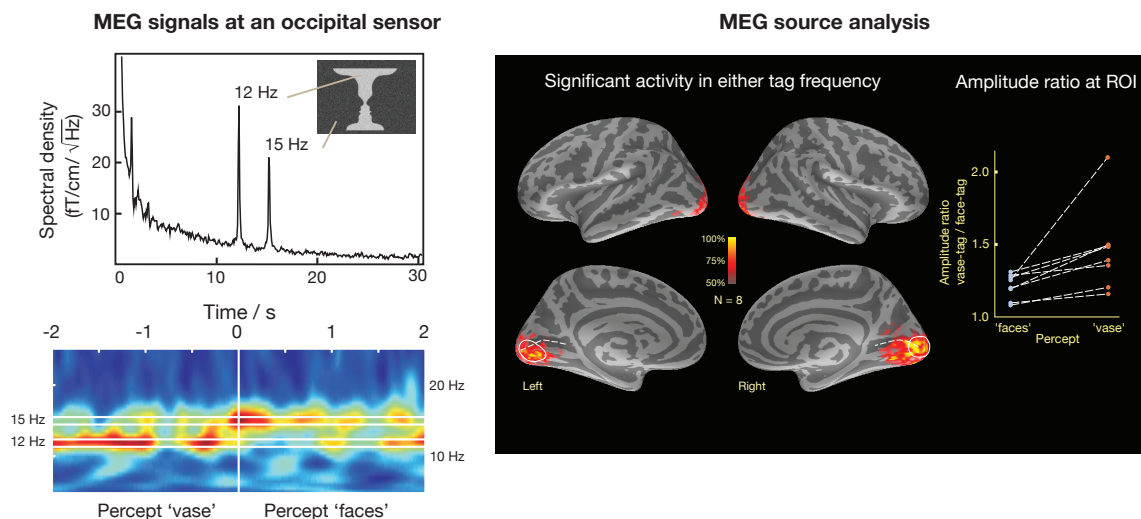 MEG signals at an occipital sensor
Spectral density
(fT/cm/ √Hz)
30
20
10
12 Hz
15 Hz
0
10
20
30
Time / s
-2
-1
0
1
2
15 Hz
12 Hz
20 Hz
10 Hz
Percept ‘vase’
Percept ‘faces’
MEG source analysis
Significant activity in either tag frequency
100%
75%
50%
N = 8
Left
Right
Amplitude ratio at ROI
Amplitude ratio
vase-tag / face-tag
2.0
1.5
1.0
'faces'
'vase'
Percept